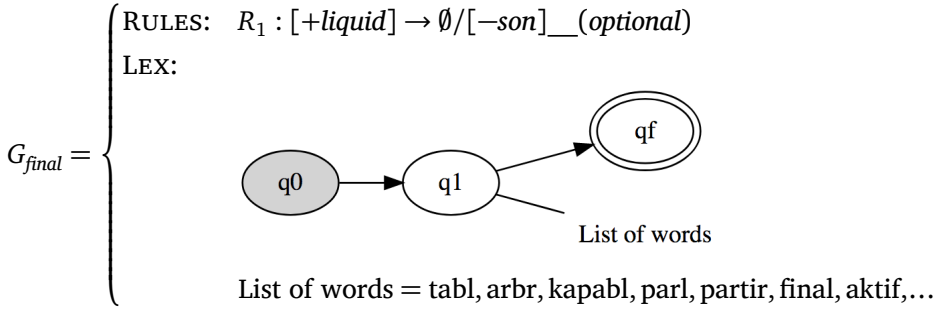 RULES: R₁ : [+liquid] → ∅/[−son]__(optional)
LEX:
G_final =
qf
q0 q1
List of words
List of words = tabl, arbr, kapabl, parl, partir, final, aktif,…